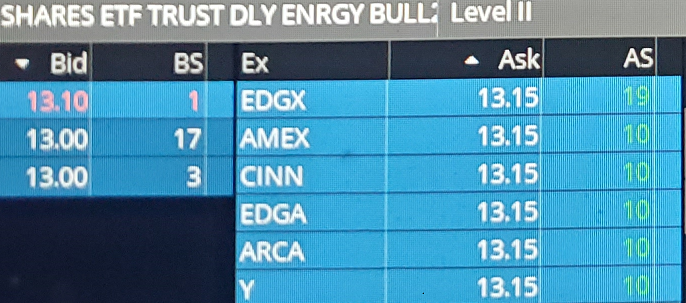 SHARES ETF TRUST DLY ENRGY BULL2 Level II
Bid BS Ex Ask AS
13.10 1 EDGX 13.15 19
13.00 17 AMEX 13.15 10
13.00 3 CINN 13.15 10
EDGA 13.15 10
ARCA 13.15 10
Y 13.15 10